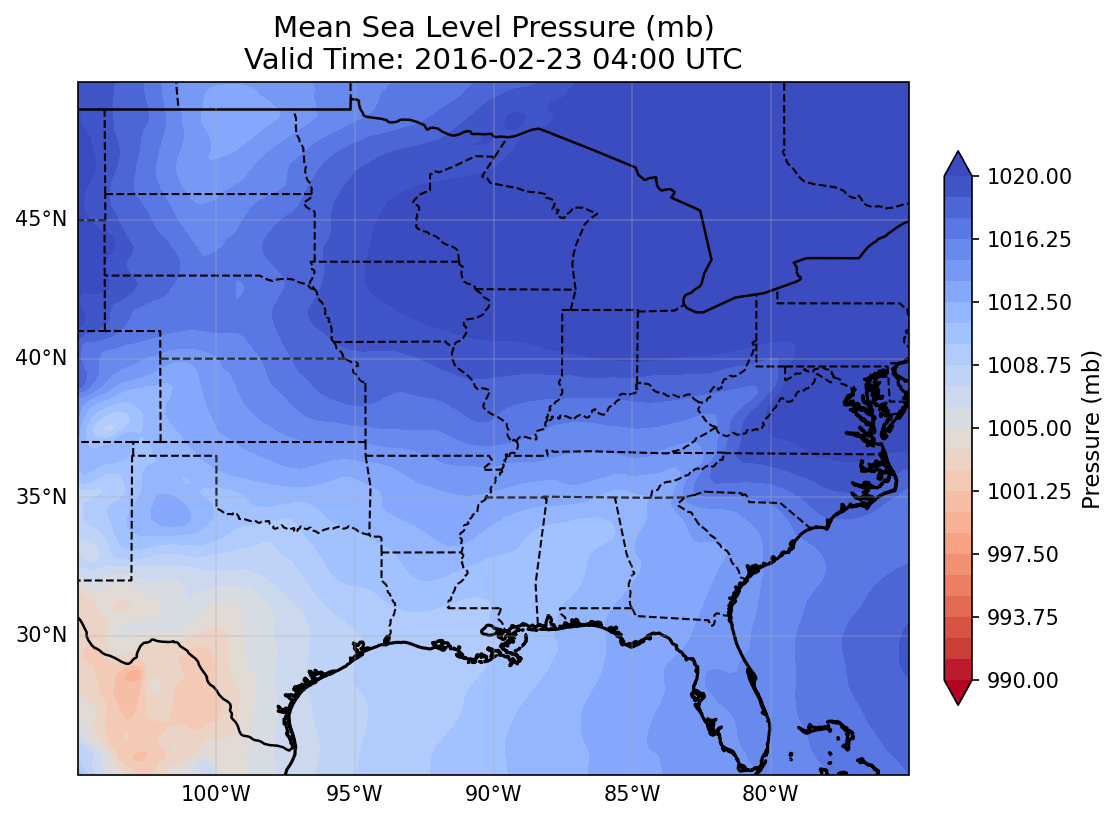 Mean Sea Level Pressure (mb)
Valid Time: 2016-02-23 04:00 UTC
45°N
40°N
35°N
30°N
100°W
95°W
90°W
85°W
80°W
1020.00
1016.25
1012.50
1008.75
1005.00
1001.25
997.50
993.75
990.00
Pressure (mb)